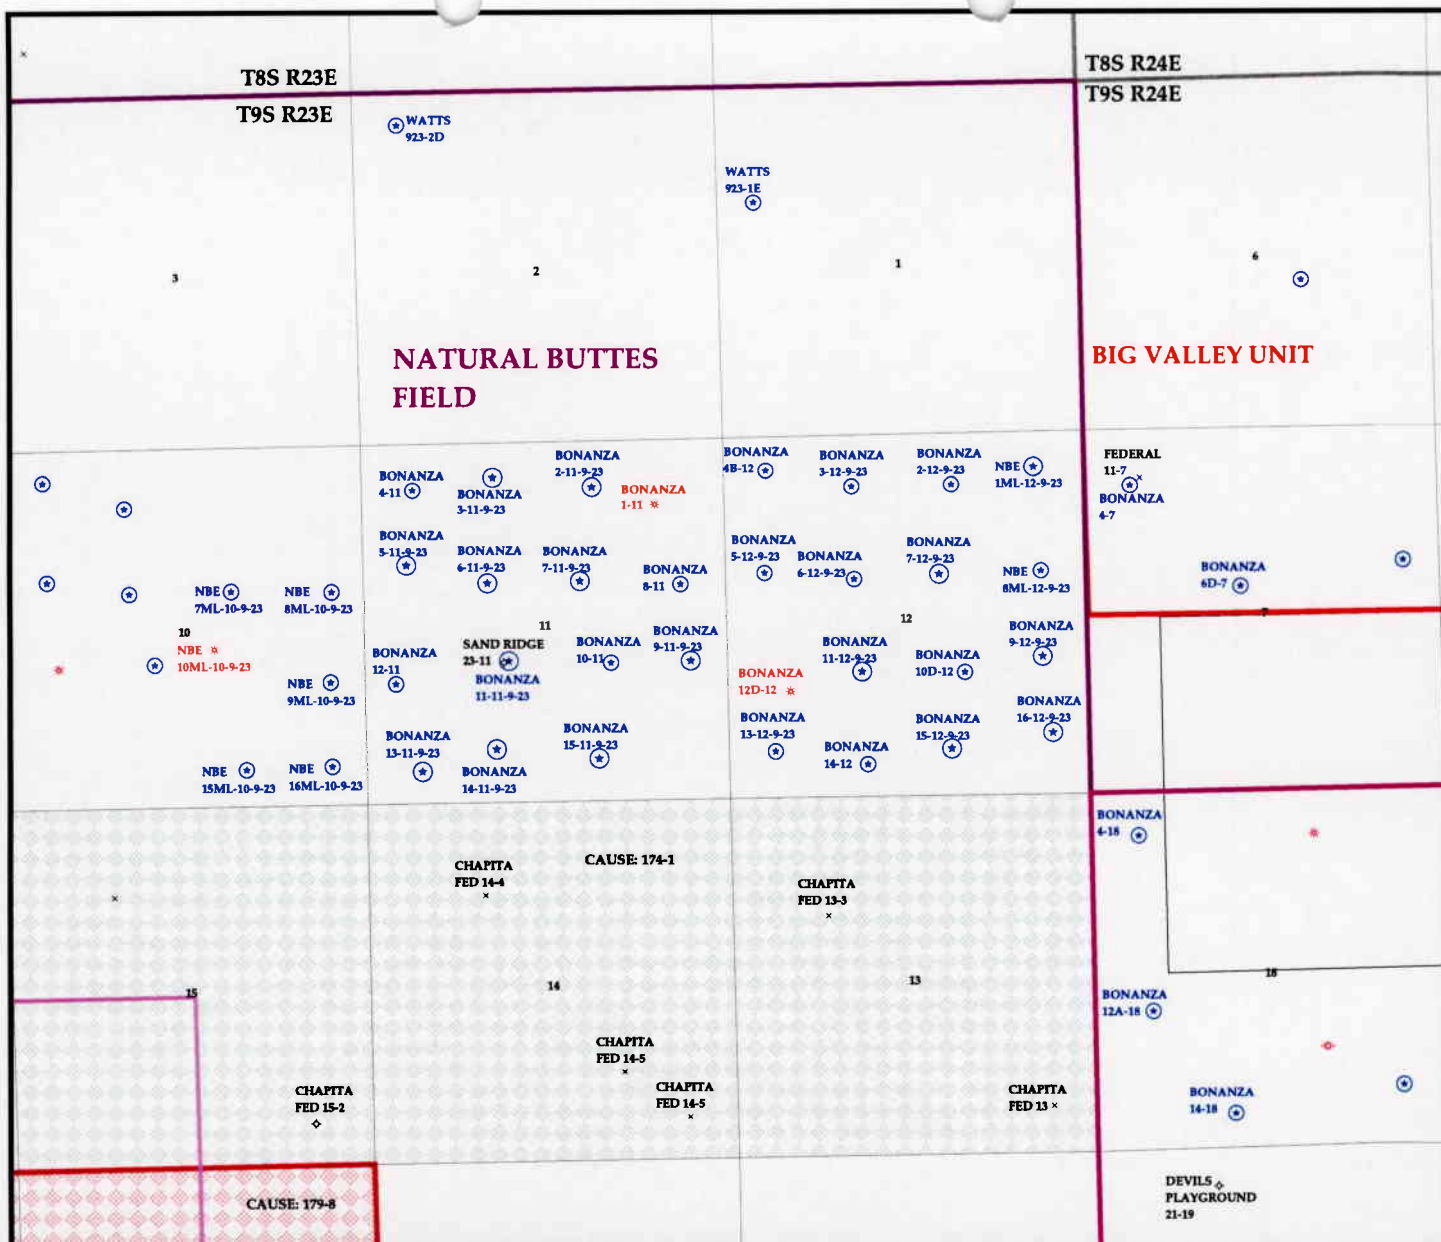 T8S R23E
T8S R24E
T9S R23E
T9S R24E
WATTS
923-2D
WATTS
923-1E
3
2
1
6
NATURAL BUTTES
FIELD
BIG VALLEY UNIT
BONANZA
4-11
BONANZA
3-11-9-23
BONANZA
2-11-9-23
BONANZA
1-11
BONANZA
4B-12
BONANZA
3-12-9-23
BONANZA
2-12-9-23
NBE
1ML-12-9-23
FEDERAL
11-7
BONANZA
4-7
BONANZA
5-11-9-23
BONANZA
6-11-9-23
BONANZA
7-11-9-23
BONANZA
8-11
BONANZA
5-12-9-23
BONANZA
6-12-9-23
BONANZA
7-12-9-23
NBE
8ML-12-9-23
BONANZA
6D-7
NBE
7ML-10-9-23
NBE
8ML-10-9-23
10
11
12
7
NBE
10ML-10-9-23
BONANZA
12-11
SAND RIDGE
23-11
BONANZA
11-11-9-23
BONANZA
10-11
BONANZA
9-11-9-23
BONANZA
12D-12
BONANZA
11-12-9-23
BONANZA
10D-12
BONANZA
9-12-9-23
NBE
9ML-10-9-23
BONANZA
13-11-9-23
BONANZA
14-11-9-23
BONANZA
15-11-9-23
BONANZA
13-12-9-23
BONANZA
14-12
BONANZA
15-12-9-23
BONANZA
16-12-9-23
NBE
15ML-10-9-23
NBE
16ML-10-9-23
BONANZA
4-18
CHAPITA
FED 14-4
CAUSE: 174-1
CHAPITA
FED 13-3
15
14
13
18
BONANZA
12A-18
CHAPITA
FED 14-5
CHAPITA
FED 15-2
CHAPITA
FED 14-5
CHAPITA
FED 13
BONANZA
14-18
CAUSE: 179-8
DEVILS
PLAYGROUND
21-19